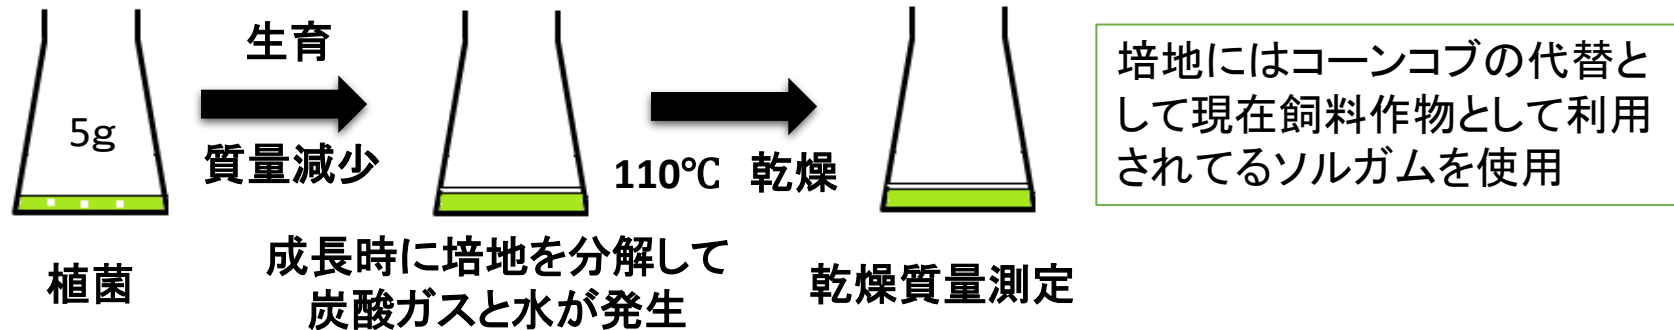 5g
植菌
生育
質量減少
成長時に培地を分解して
炭酸ガスと水が発生
110℃ 乾燥
乾燥質量測定
培地にはコーンコブの代替と
して現在飼料作物として利用
されてるソルガムを使用